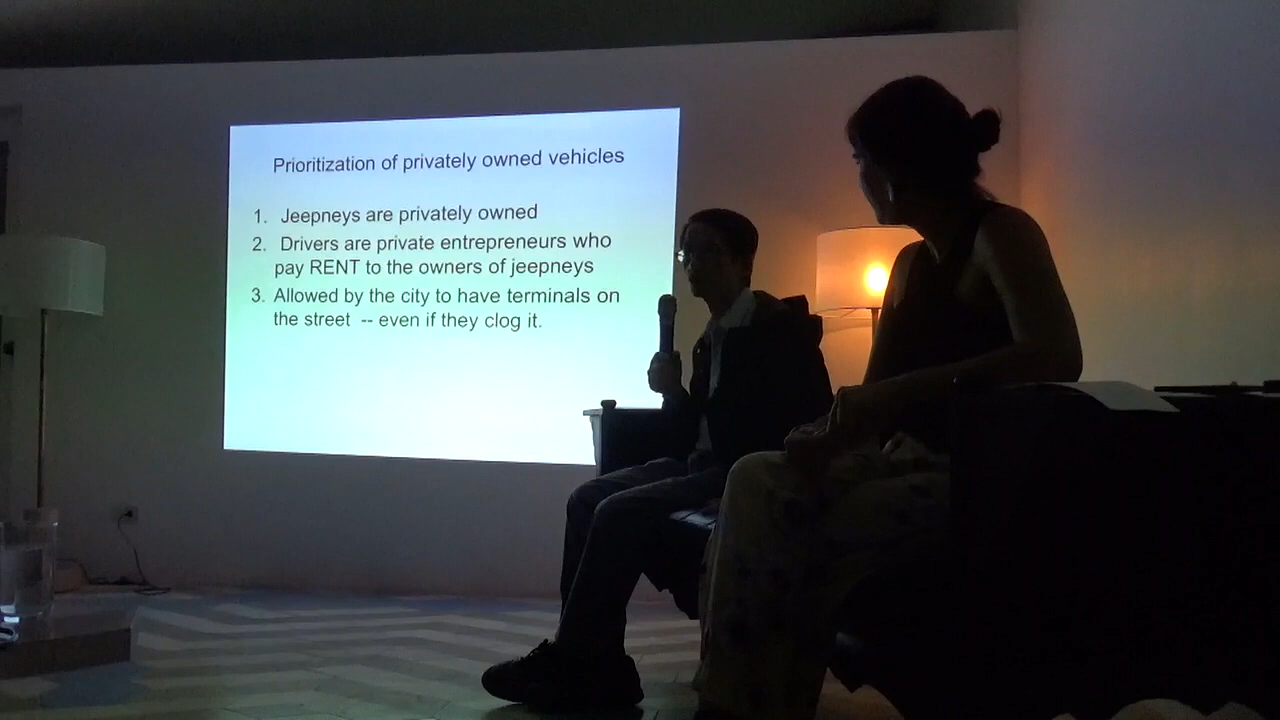 Prioritization of privately owned vehicles
1. Jeepneys are privately owned
2. Drivers are private entrepreneurs who
pay RENT to the owners of jeepneys
3. Allowed by the city to have terminals on
the street -- even if they clog it.